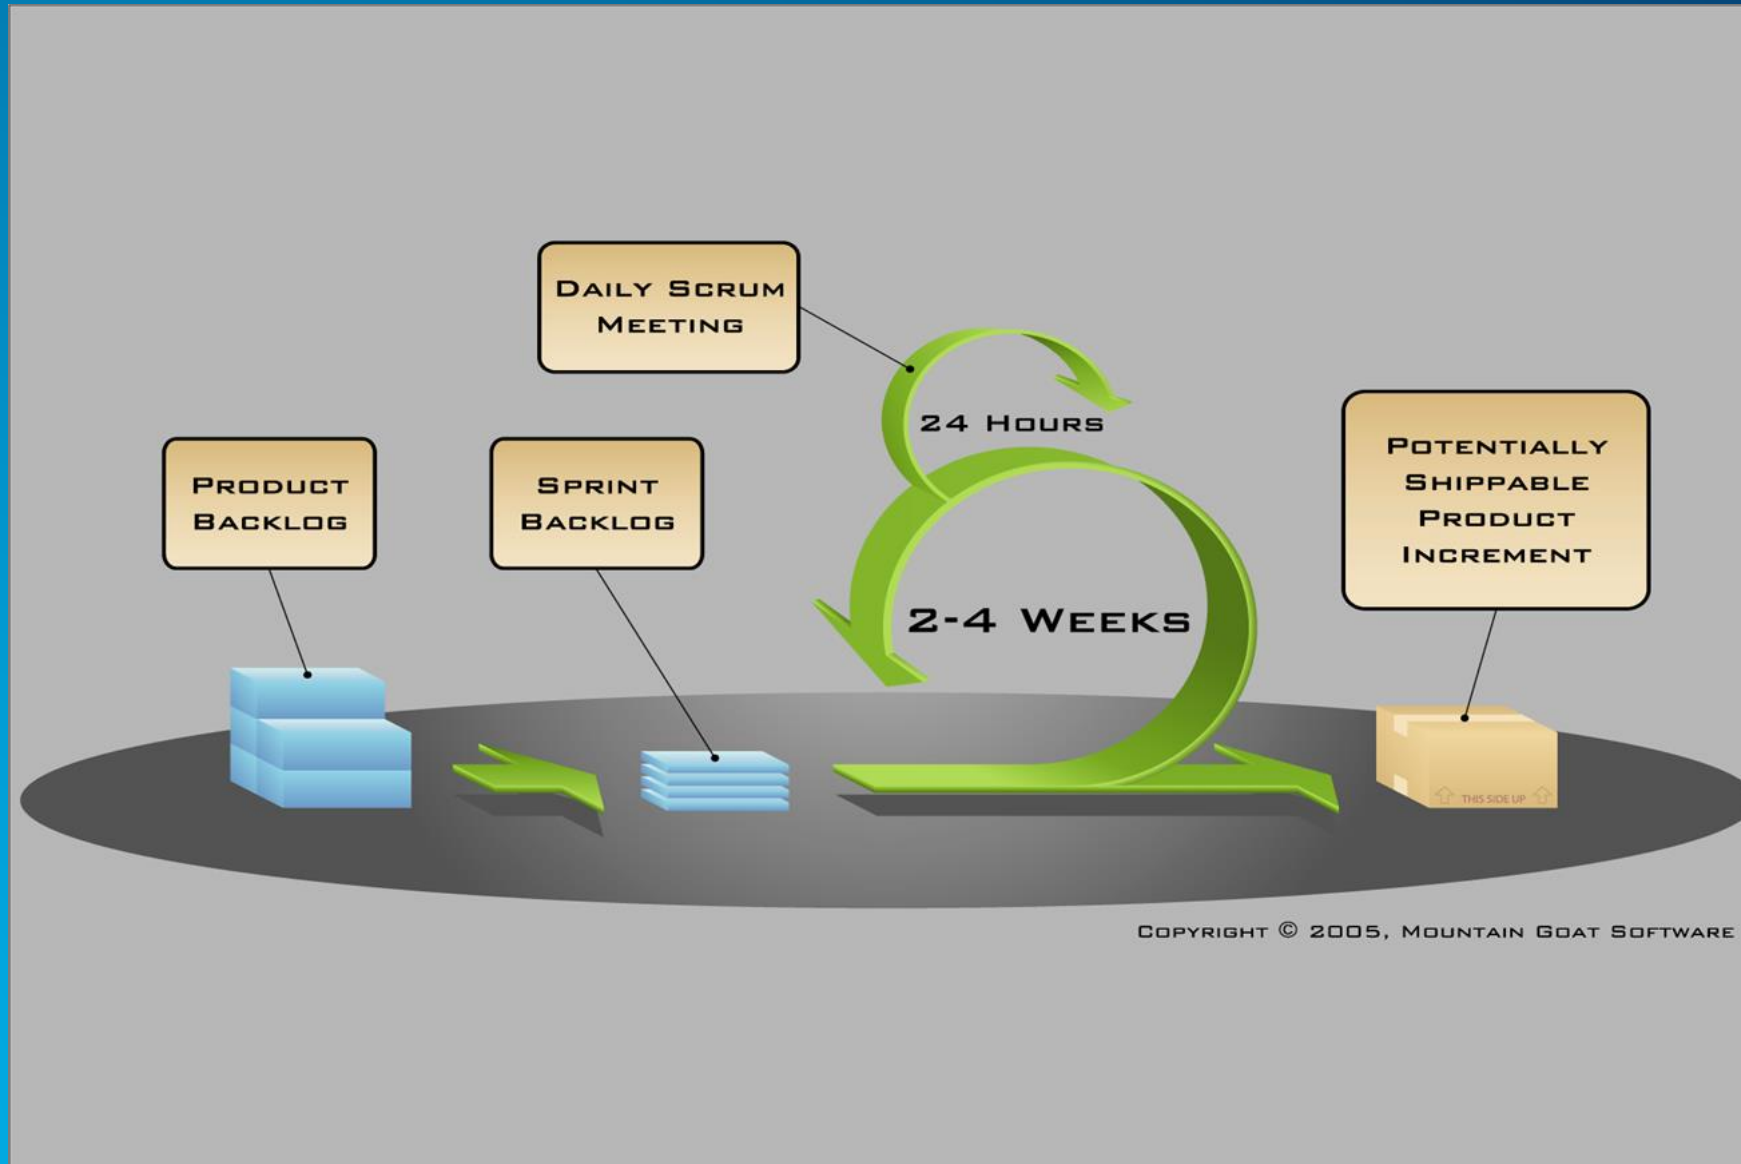 DAILY SCRUM
MEETING
24 HOURS
PRODUCT
BACKLOG
SPRINT
BACKLOG
POTENTIALLY
SHIPPABLE
PRODUCT
INCREMENT
2-4 WEEKS
THIS SIDE UP
COPYRIGHT © 2005, MOUNTAIN GOAT SOFTWARE